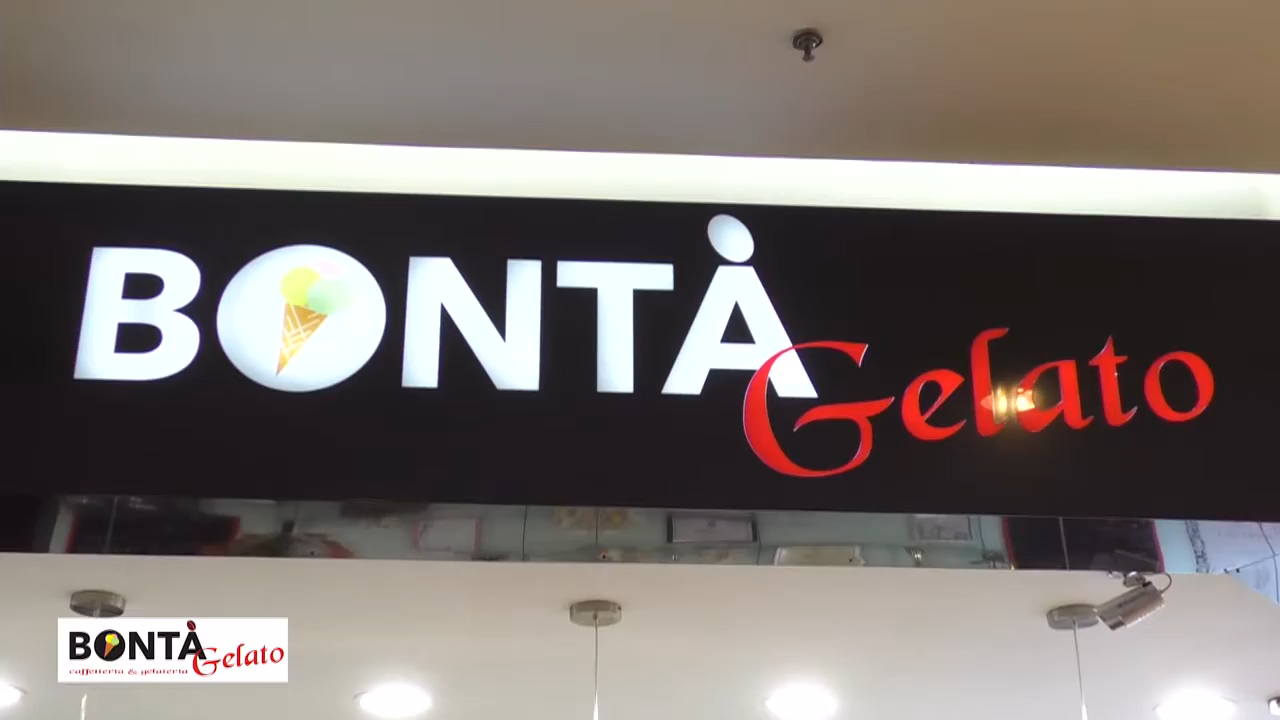 BONTÀ
Gelato
BONTÀ
Gelato
caffetteria & gelateria